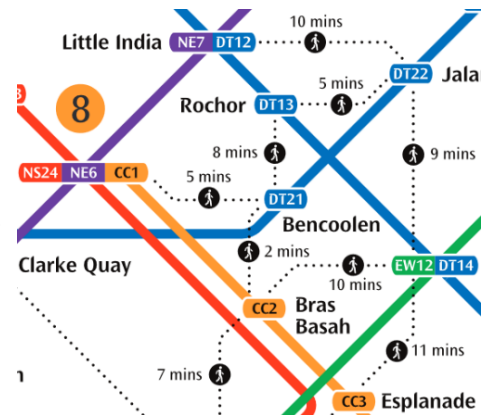 10 mins
Little India NE7 DT12
DT22 Jala
8
5 mins
Rochor DT13
8 mins
9 mins
NS24 NE6 CC1
5 mins
DT21
Bencoolen
2 mins
Clarke Quay
EW12 DT14
10 mins
CC2 Bras
Basah
11 mins
7 mins
CC3 Esplanade